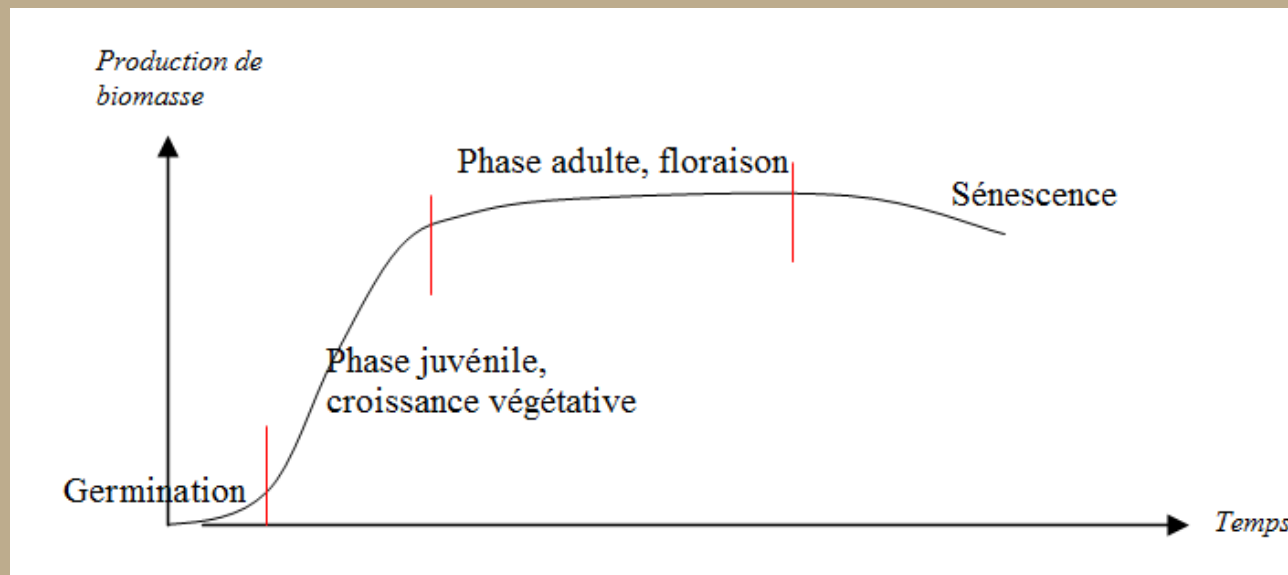 Production de
biomasse
Phase adulte, floraison
Sénescence
Phase juvénile,
croissance végétative
Germination
Temps